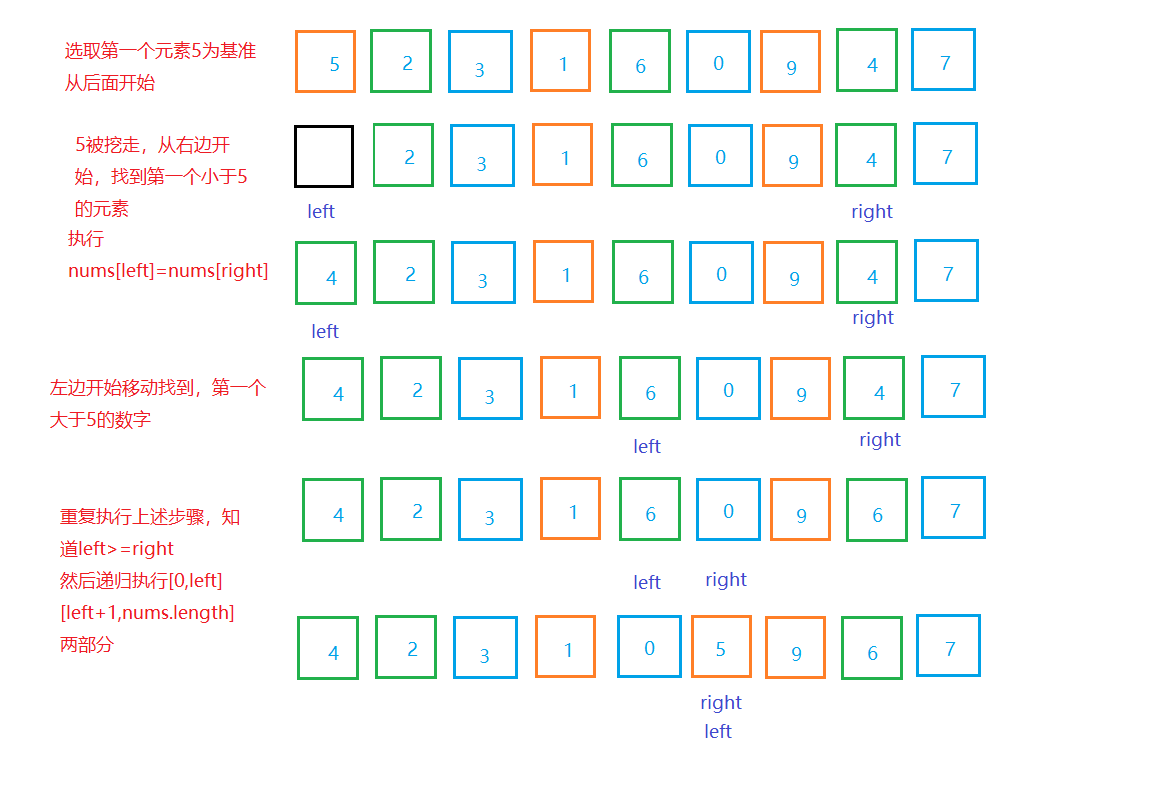 选取第一个元素5为基准
从后面开始
5 2 3 1 6 0 9 4 7
5被挖走，从右边开
始，找到第一个小于5
的元素
2 3 1 6 0 9 4 7
left right
执行
nums[left]=nums[right]
4 2 3 1 6 0 9 4 7
left right
左边开始移动找到，第一个
大于5的数字
4 2 3 1 6 0 9 4 7
left right
重复执行上述步骤，知
道left>=right
然后递归执行[0,left]
[left+1,nums.length]
两部分
4 2 3 1 6 0 9 6 7
left right
4 2 3 1 0 5 9 6 7
right
left